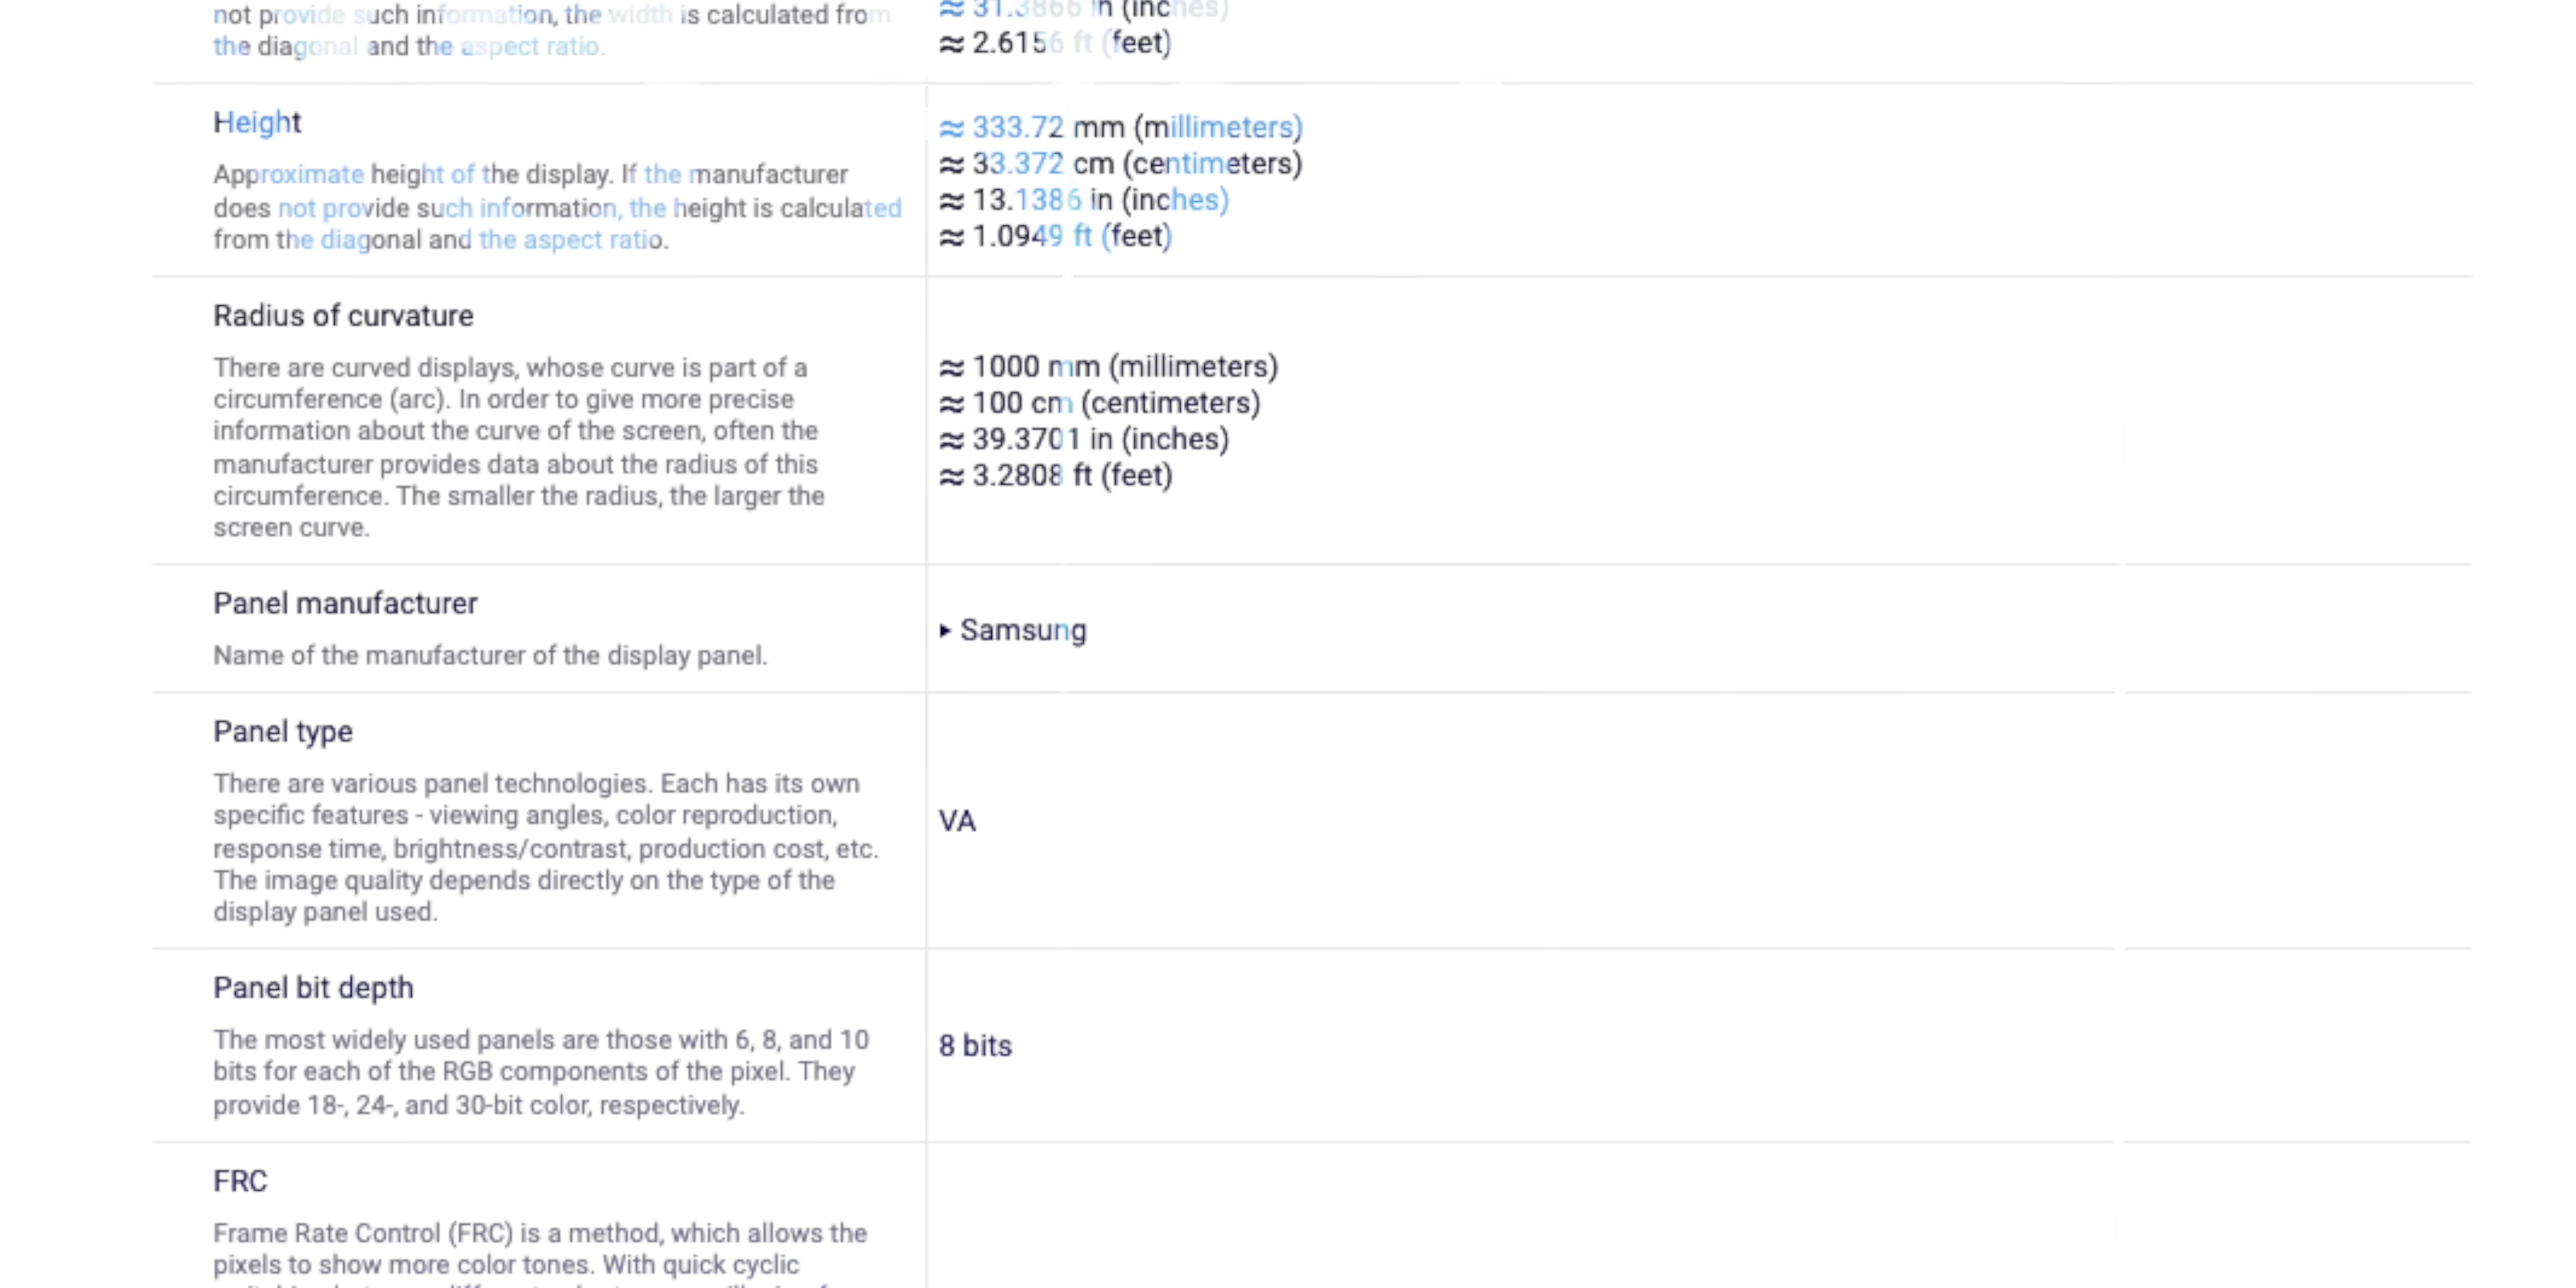 not provide such information, the width is calculated from
the diagonal and the aspect ratio.
≈ 31.3866 in (inches)
≈ 2.6156 ft (feet)
Height
Approximate height of the display. If the manufacturer
does not provide such information, the height is calculated
from the diagonal and the aspect ratio.
≈ 333.72 mm (millimeters)
≈ 33.372 cm (centimeters)
≈ 13.1386 in (inches)
≈ 1.0949 ft (feet)
Radius of curvature
There are curved displays, whose curve is part of a
circumference (arc). In order to give more precise
information about the curve of the screen, often the
manufacturer provides data about the radius of this
circumference. The smaller the radius, the larger the
screen curve.
≈ 1000 mm (millimeters)
≈ 100 cm (centimeters)
≈ 39.3701 in (inches)
≈ 3.2808 ft (feet)
Panel manufacturer
Name of the manufacturer of the display panel.
▸ Samsung
Panel type
There are various panel technologies. Each has its own
specific features - viewing angles, color reproduction,
response time, brightness/contrast, production cost, etc.
The image quality depends directly on the type of the
display panel used.
VA
Panel bit depth
The most widely used panels are those with 6, 8, and 10
bits for each of the RGB components of the pixel. They
provide 18-, 24-, and 30-bit color, respectively.
8 bits
FRC
Frame Rate Control (FRC) is a method, which allows the
pixels to show more color tones. With quick cyclic